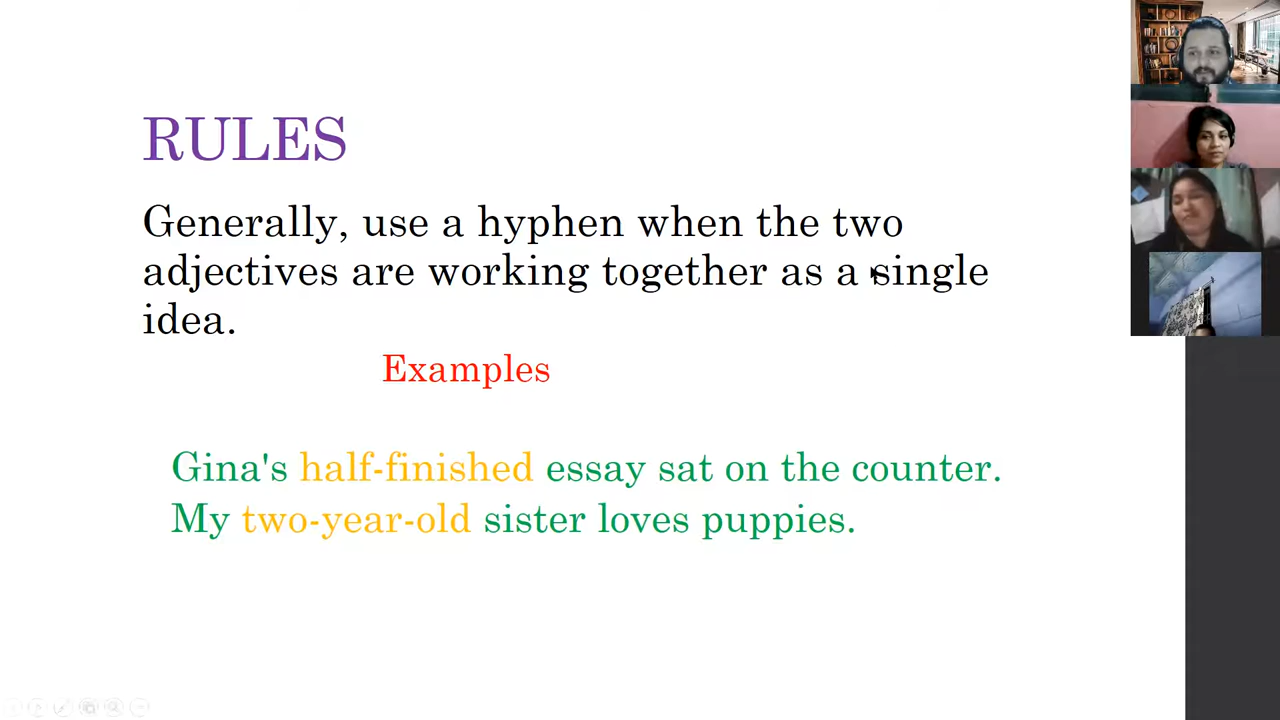 RULES
Generally, use a hyphen when the two
adjectives are working together as a single
idea.
Examples
Gina's half-finished essay sat on the counter.
My two-year-old sister loves puppies.